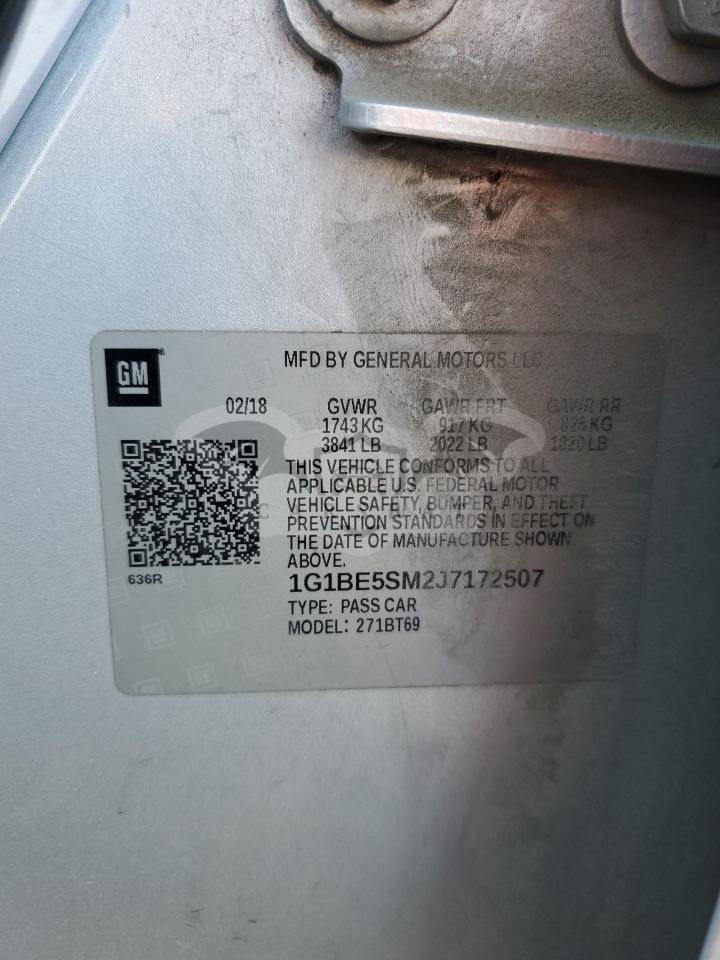 GM
MFD BY GENERAL MOTORS LLC
02/18 GVWR GAWR FRT GAWR RR
1743 KG 917 KG 826 KG
3841 LB 2022 LB 1820 LB
THIS VEHICLE CONFORMS TO ALL
APPLICABLE U.S. FEDERAL MOTOR
VEHICLE SAFETY, BUMPER, AND THEFT
PREVENTION STANDARDS IN EFFECT ON
THE DATE OF MANUFACTURE SHOWN
ABOVE.
636R
1G1BE5SM2J7172507
TYPE: PASS CAR
MODEL: 271BT69